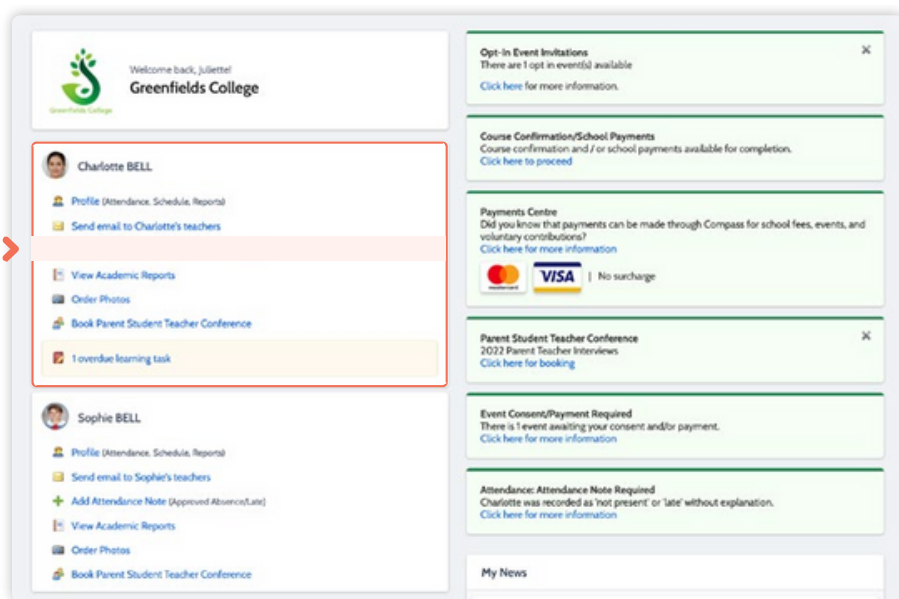 Welcome back, Juliette!
Greenfields College
Greenfields College
Charlotte BELL
Profile (Attendance, Schedule, Reports)
Send email to Charlotte's teachers
View Academic Reports
Order Photos
Book Parent Student Teacher Conference
1 overdue learning task
Sophie BELL
Profile (Attendance, Schedule, Reports)
Send email to Sophie's teachers
Add Attendance Note (Approved Absence/Late)
View Academic Reports
Order Photos
Book Parent Student Teacher Conference
Opt-In Event Invitations
There are 1 opt in event(s) available
Click here for more information.
Course Confirmation/School Payments
Course confirmation and / or school payments available for completion.
Click here to proceed
Payments Centre
Did you know that payments can be made through Compass for school fees, events, and
voluntary contributions?
Click here for more information
mastercard VISA | No surcharge
Parent Student Teacher Conference
2022 Parent Teacher Interviews
Click here for booking
Event Consent/Payment Required
There is 1 event awaiting your consent and/or payment.
Click here for more information
Attendance: Attendance Note Required
Charlotte was recorded as 'not present' or 'late' without explanation.
Click here for more information
My News